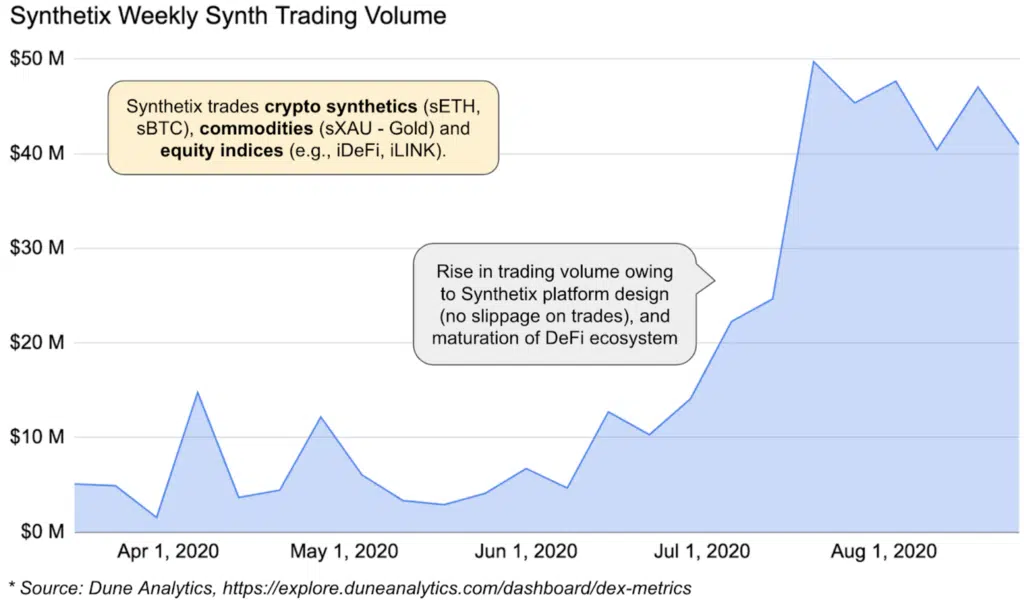 Synthetix Weekly Synth Trading Volume
$50 M
Synthetix trades crypto synthetics (sETH,
sBTC), commodities (sXAU - Gold) and
equity indices (e.g., iDeFi, iLINK).
$40 M
$30 M
Rise in trading volume owing
to Synthetix platform design
(no slippage on trades), and
maturation of DeFi ecosystem
$20 M
$10 M
$0 M
Apr 1, 2020 May 1, 2020 Jun 1, 2020 Jul 1, 2020 Aug 1, 2020
* Source: Dune Analytics, https://explore.duneanalytics.com/dashboard/dex-metrics